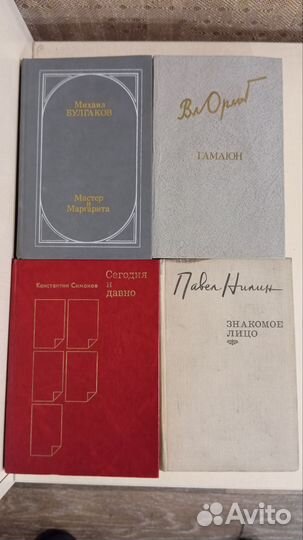 Михаил
БУЛГАКОВ
Мастер
и
Маргарита
Вл Орлов
ГАМАЮН
Константин Симонов
Сегодня
и
давно
Павел Нилин
ЗНАКОМОЕ
ЛИЦО
Avito